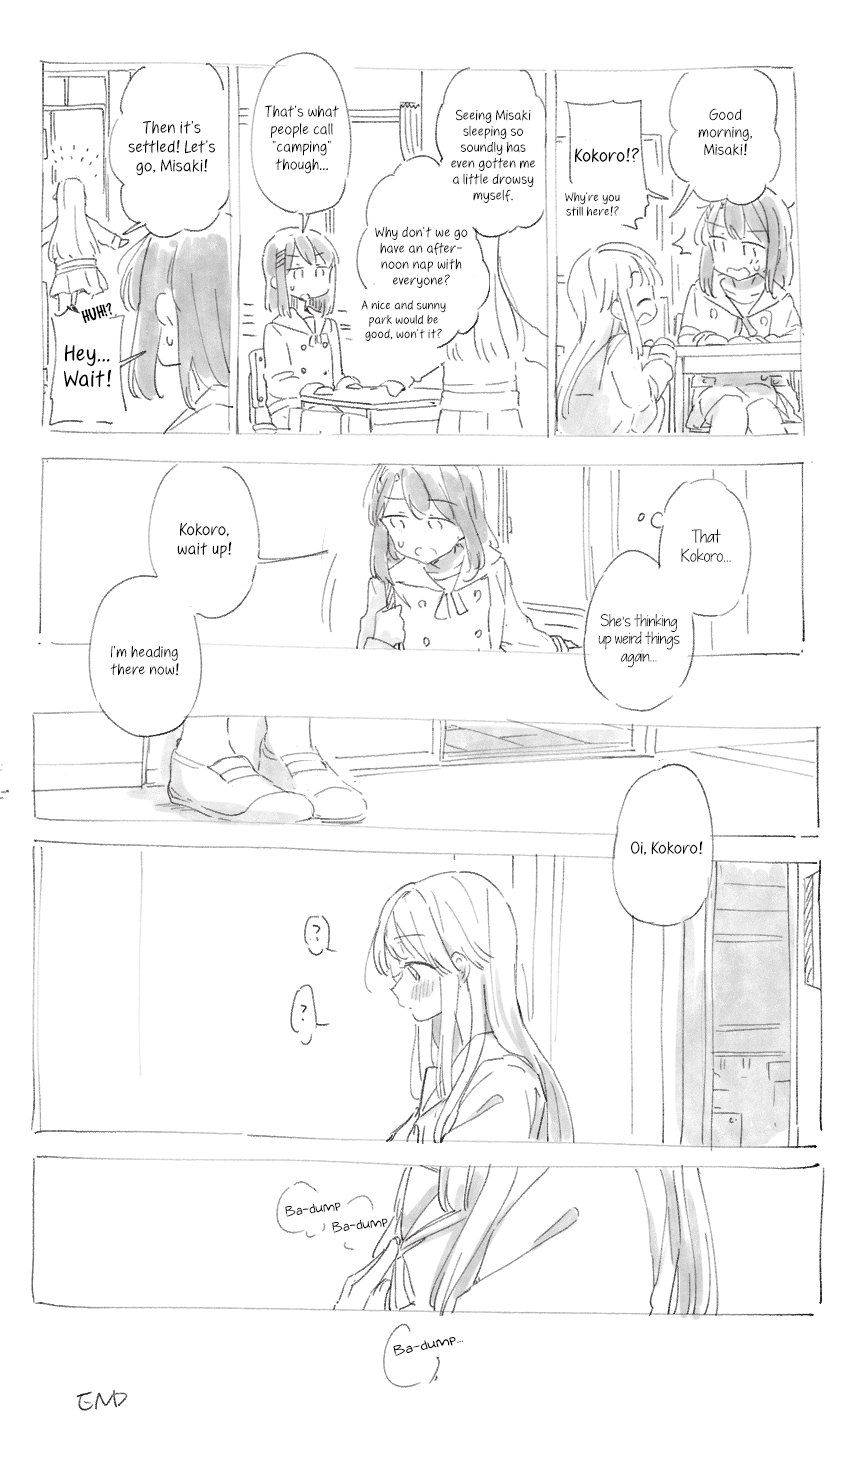 Good
morning,
Misaki!
Kokoro!?
Why're you
still here!?
Seeing Misaki
sleeping so
soundly has
even gotten me
a little drowsy
myself.
Why don't we go
have an after-
noon nap with
everyone?
A nice and sunny
park would be
good, won't it?
That's what
people call
"camping"
though...
Then it's
settled! Let's
go, Misaki!
HUH!?
Hey...
Wait!
That
Kokoro...
She's thinking
up weird things
again...
Kokoro,
wait up!
I'm heading
there now!
Oi, Kokoro!
?
?
Ba-dump
Ba-dump
Ba-dump...
END